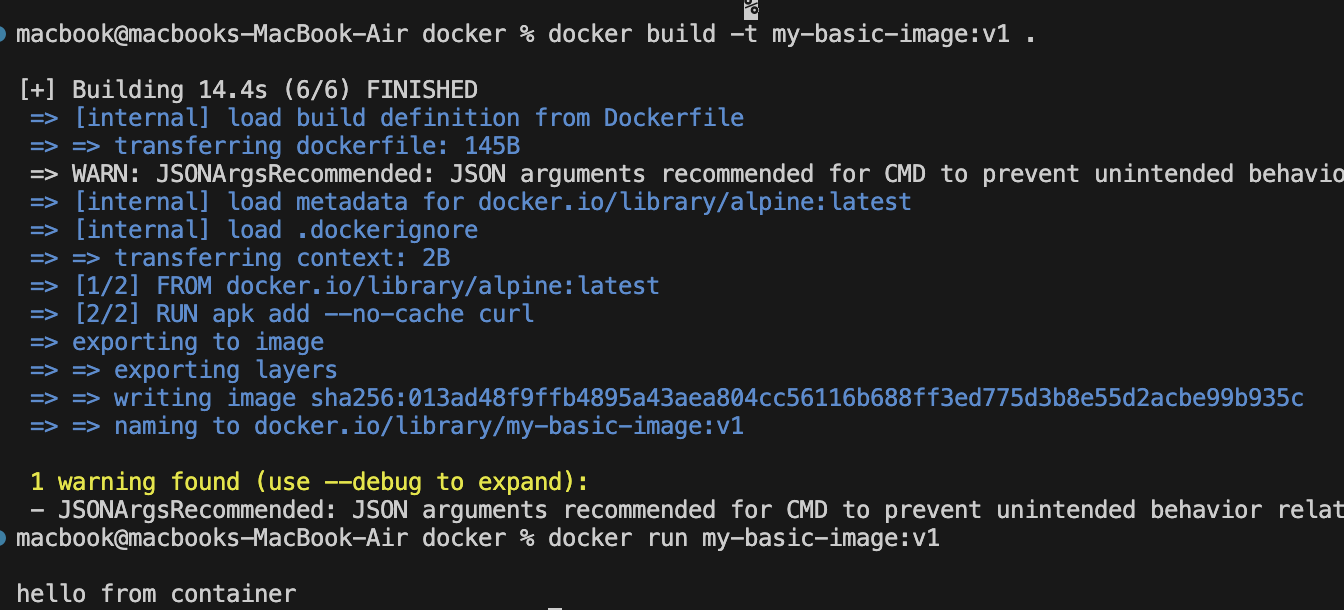 %
macbook@macbooks-MacBook-Air docker % docker build -t my-basic-image:v1 .
[+] Building 14.4s (6/6) FINISHED
=> [internal] load build definition from Dockerfile
=> => transferring dockerfile: 145B
=> WARN: JSONArgsRecommended: JSON arguments recommended for CMD to prevent unintended behavio
=> [internal] load metadata for docker.io/library/alpine:latest
=> [internal] load .dockerignore
=> => transferring context: 2B
=> [1/2] FROM docker.io/library/alpine:latest
=> [2/2] RUN apk add --no-cache curl
=> exporting to image
=> => exporting layers
=> => writing image sha256:013ad48f9ffb4895a43aea804cc56116b688ff3ed775d3b8e55d2acbe99b935c
=> => naming to docker.io/library/my-basic-image:v1
1 warning found (use --debug to expand):
- JSONArgsRecommended: JSON arguments recommended for CMD to prevent unintended behavior relat
macbook@macbooks-MacBook-Air docker % docker run my-basic-image:v1
hello from container